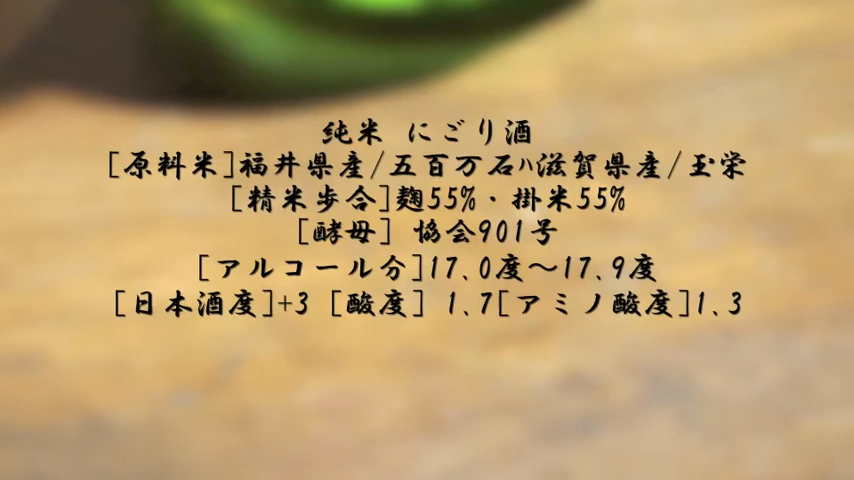 純米 にごり酒
[原料米]福井県産/五百万石ﾊ滋賀県産/玉栄
[精米歩合]麹55%・掛米55%
[酵母] 協会901号
[アルコール分]17.0度～17.9度
[日本酒度]+3 [酸度] 1.7[アミノ酸度]1.3